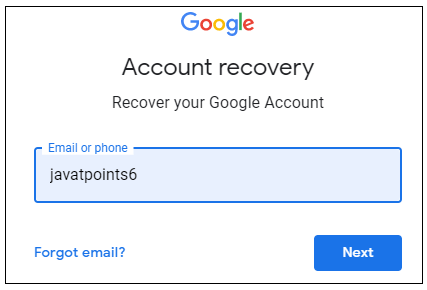 Google
Account recovery
Recover your Google Account
Email or phone
javatpoints6
Forgot email?
Next